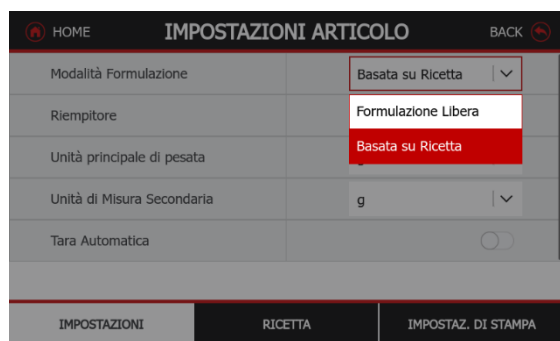 HOME IMPOSTAZIONI ARTICOLO BACK
Modalità Formulazione Basata su Ricetta
Riempitore Formulazione Libera
Basata su Ricetta
Unità principale di pesata
Unità di Misura Secondaria g
Tara Automatica
IMPOSTAZIONI RICETTA IMPOSTAZ. DI STAMPA